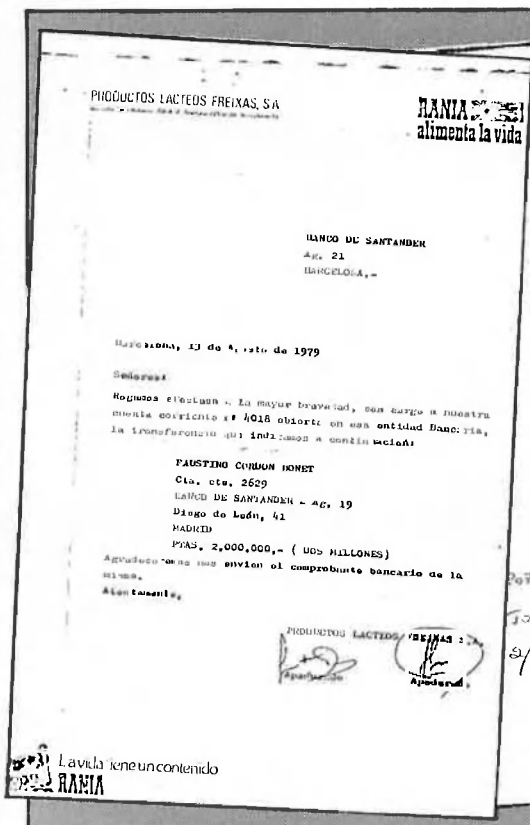 PRODUCTOS LACTEOS FREIXAS, S.A
RANIA
alimenta la vida
BANCO DE SANTANDER
Ag. 21
BARCELONA,-
Barcelona, 13 de Agosto de 1979
Señores:
Rogamos efectuen a la mayor brevedad, con cargo a nuestra
cuenta corriente nº 4018 abierta en esa entidad Bancaria,
la transferencia que indicamos a continuación:
FAUSTINO CORDON BONET
Cta. cte. 2629
BANCO DE SANTANDER - Ag. 19
Diego de León, 41
MADRID
PTAS. 2,000,000,- ( DOS MILLONES)
nos envien el comprobante bancario de la
misma.
Atentamente,
PRODUCTOS LACTEOS FREIXAS S.A.
Apoderado Apoderado
La vida tiene un contenido
RANIA